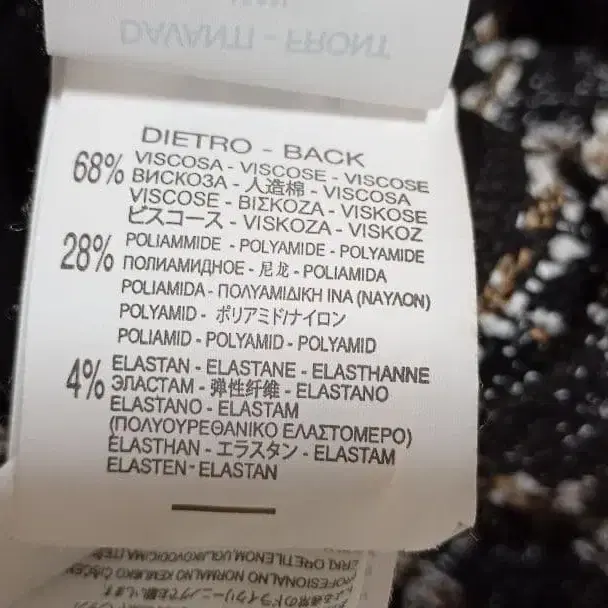 DAVANTI - FRONT
DIETRO - BACK
68% VISCOSA - VISCOSE - VISCOSE
ВИСКОЗА - 人造棉 - VISCOSA
VISCOSE - ΒΙΣΚΟΖΑ - VISKOSE
ビスコース - VISKOZA - VISKOZ
28% POLIAMMIDE - POLYAMIDE - POLYAMIDE
ПОЛИАМИДНОЕ - 尼龙 - POLIAMIDA
POLIAMIDA - ΠΟΛΥΑΜΙΔΙΚΗ ΙΝΑ (ΝΑΥΛΟΝ)
POLYAMID - ポリアミド/ナイロン
POLIAMID - POLYAMID - POLYAMID
4% ELASTAN - ELASTANE - ELASTHANNE
ЭЛАСТАМ - 弹性纤维 - ELASTANO
ELASTANO - ELASTAM
(ΠΟΛΥΟΥΡΕΘΑΝΙΚΟ ΕΛΑΣΤΟΜΕΡΟ)
ELASTHAN - エラスタン - ELASTAM
ELASTEN - ELASTAN